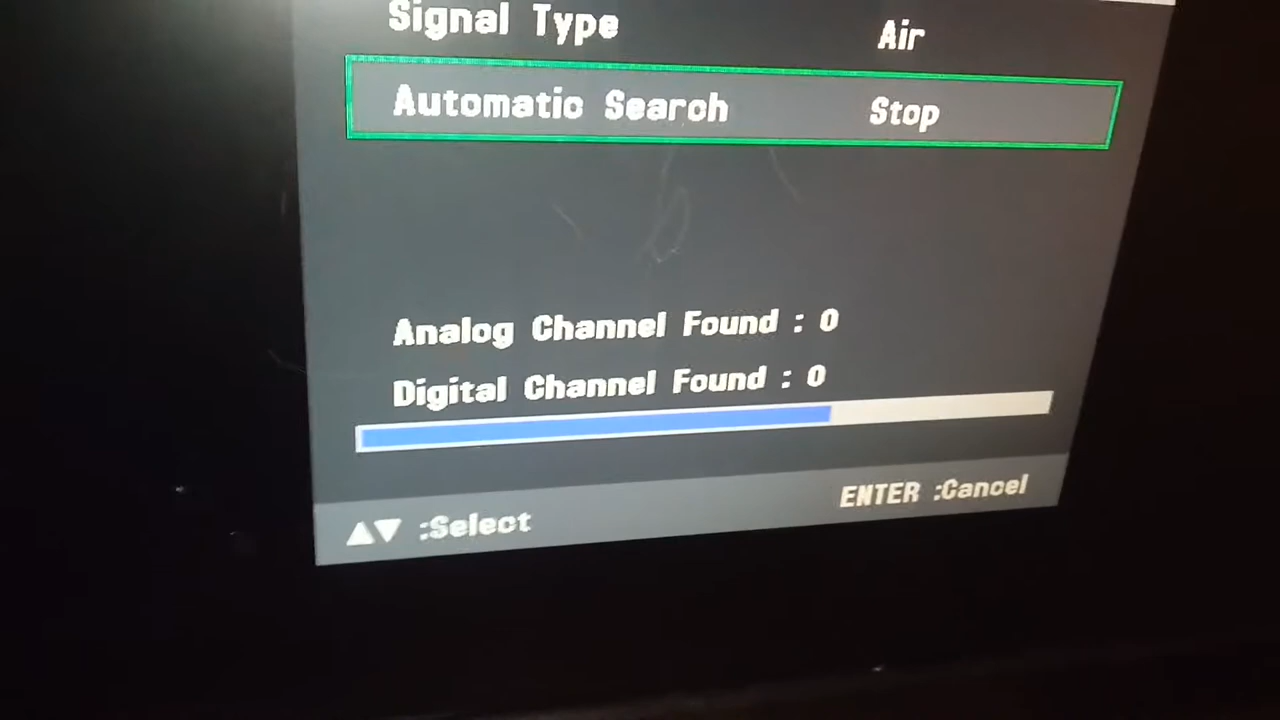 Signal Type Air
Automatic Search Stop
Analog Channel Found : 0
Digital Channel Found : 0
▲▼ :Select ENTER :Cancel